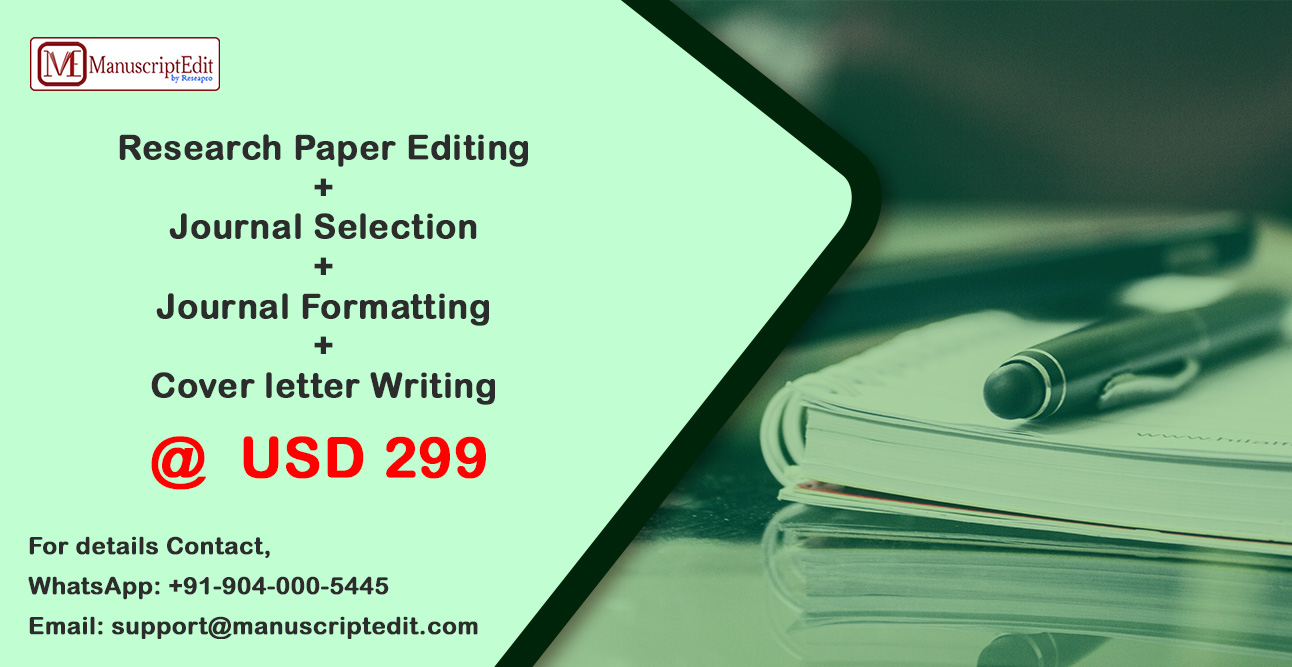 ME ManuscriptEdit
by Reseapro
Research Paper Editing
+
Journal Selection
+
Journal Formatting
+
Cover letter Writing
@ USD 299
For details Contact,
WhatsApp: +91-904-000-5445
Email: support@manuscriptedit.com